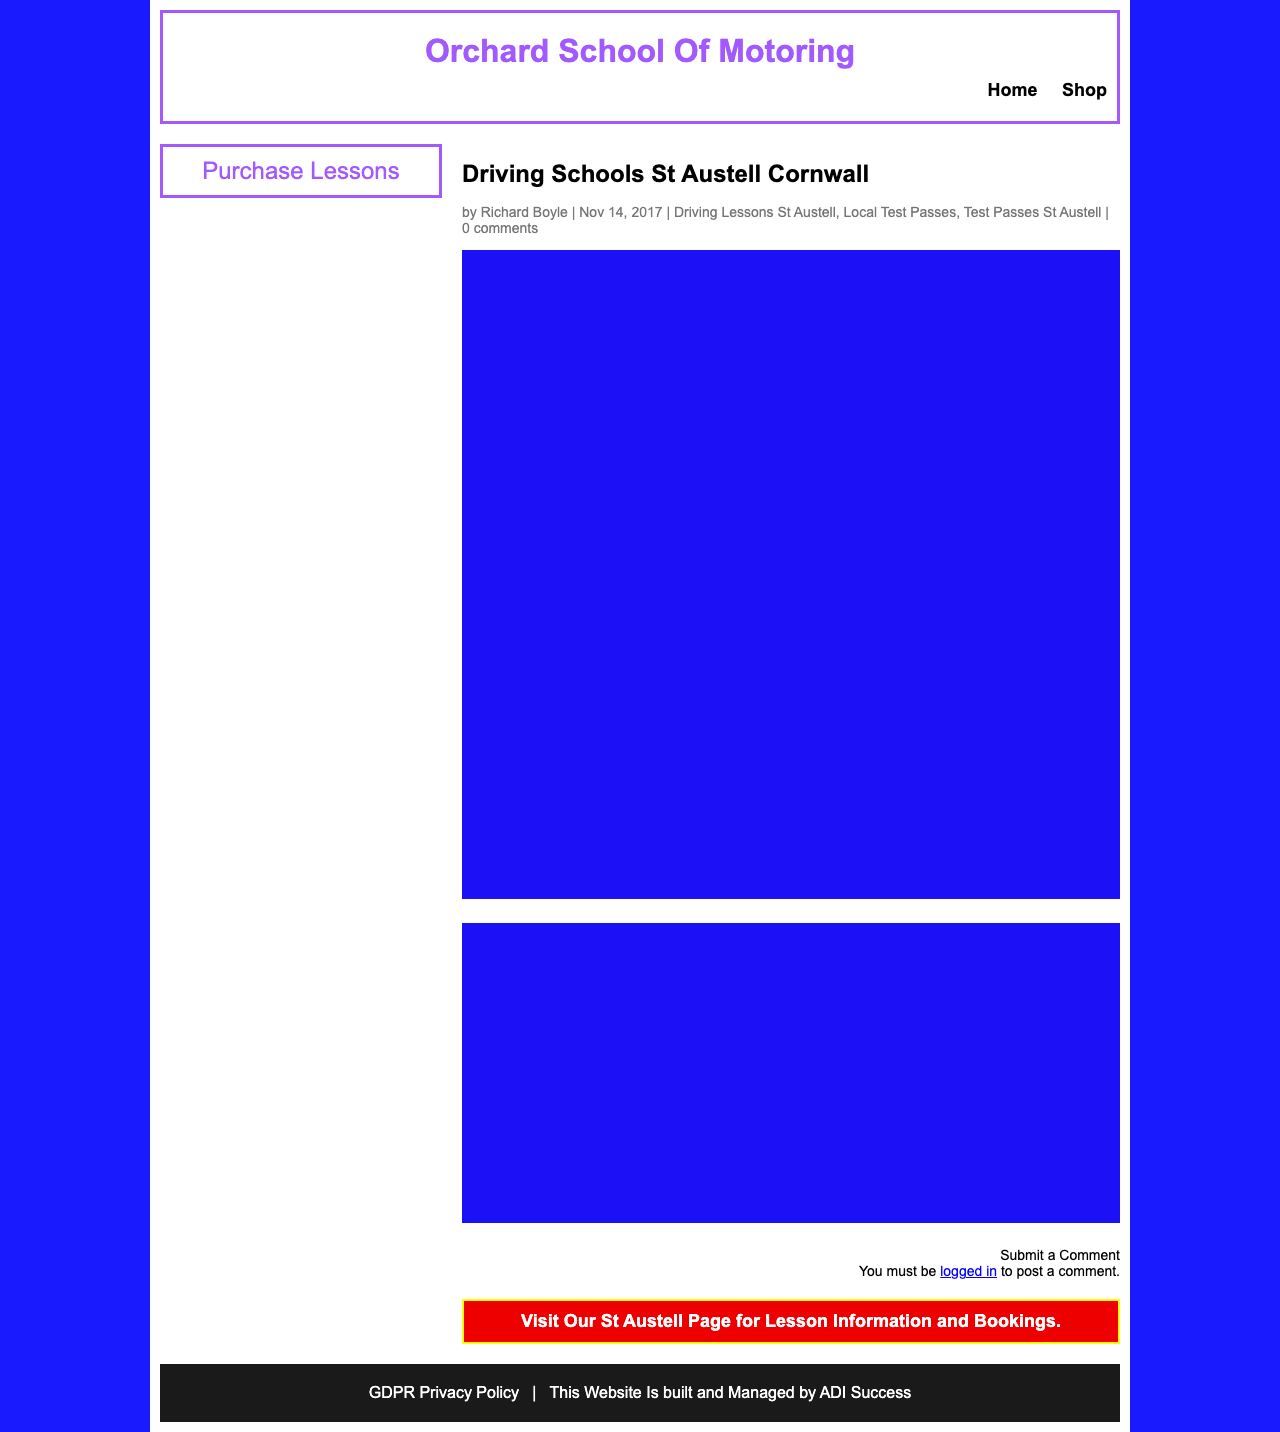 Orchard School Of Motoring
Home Shop
Purchase Lessons
Driving Schools St Austell Cornwall
by Richard Boyle | Nov 14, 2017 | Driving Lessons St Austell, Local Test Passes, Test Passes St Austell |
0 comments
Submit a Comment
You must be logged in to post a comment.
Visit Our St Austell Page for Lesson Information and Bookings.
GDPR Privacy Policy | This Website Is built and Managed by ADI Success